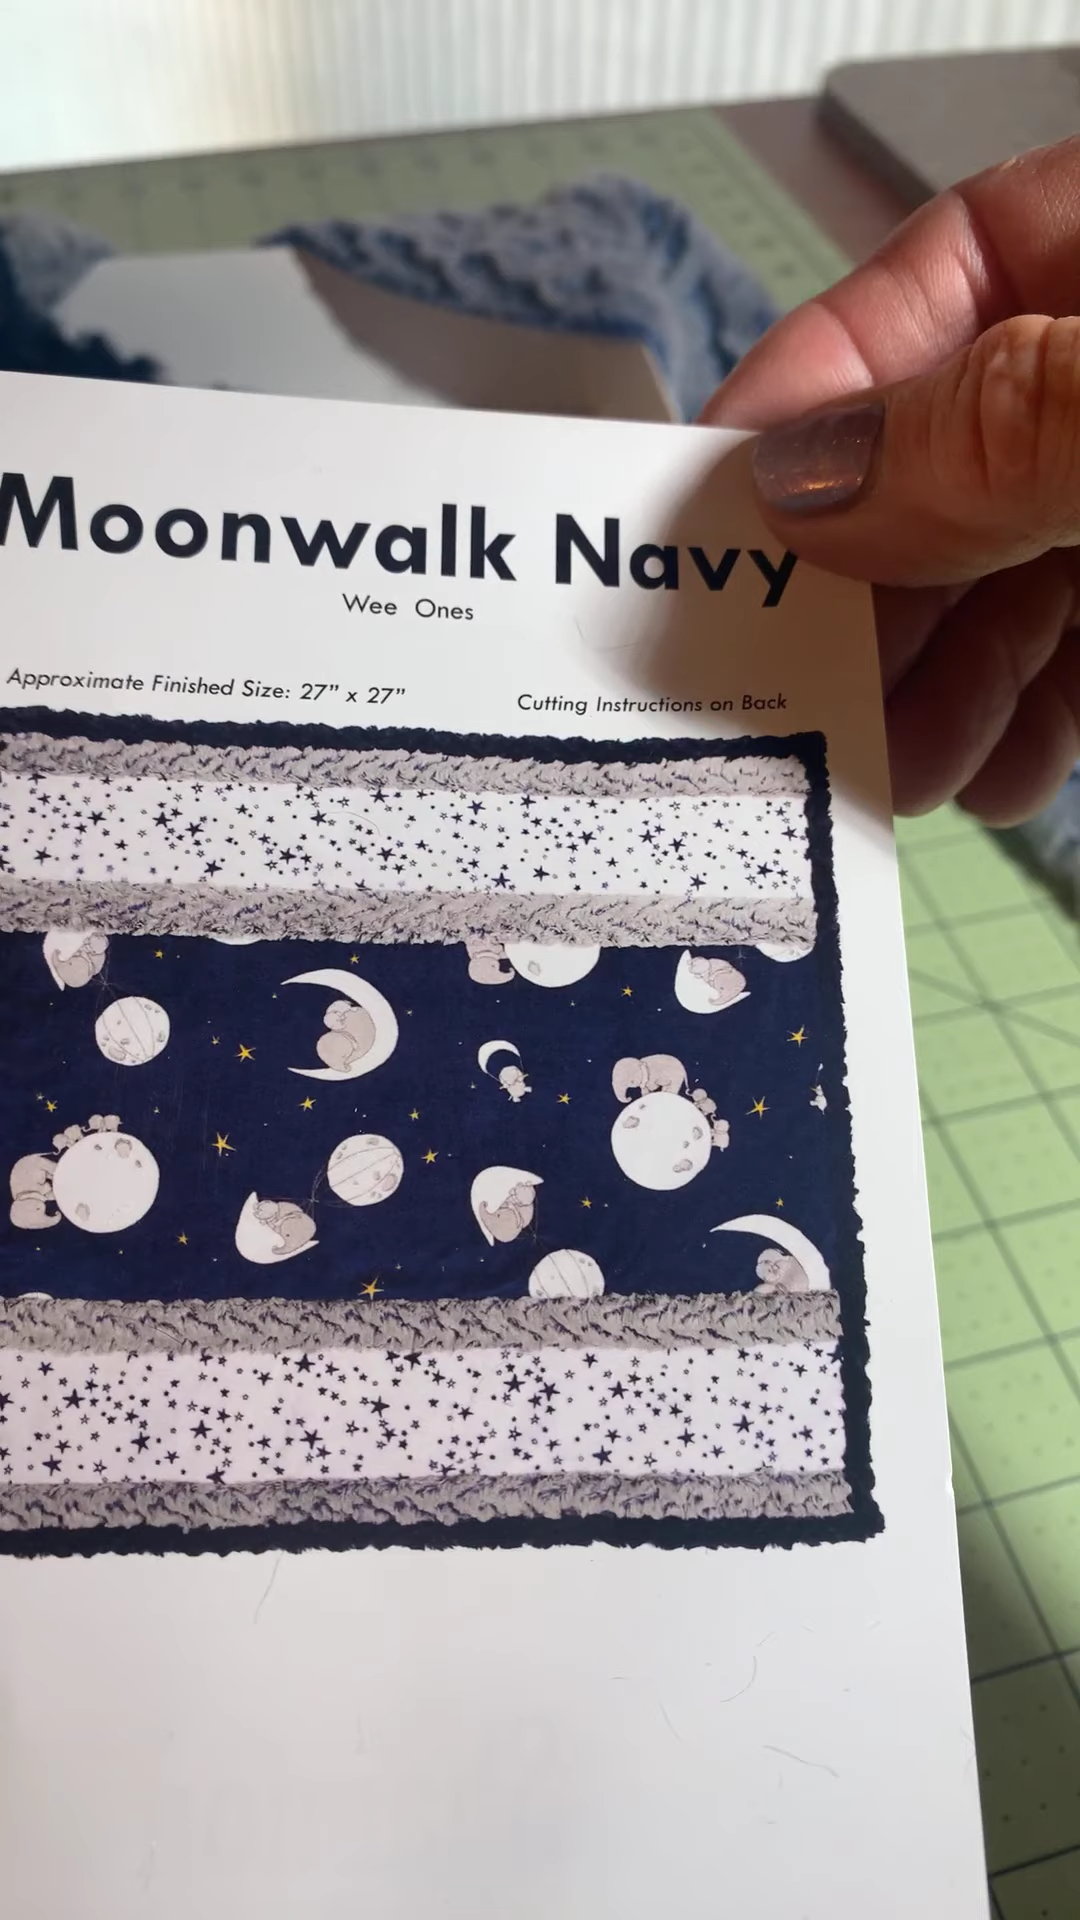 Moonwalk Navy
Wee Ones
Approximate Finished Size: 27” x 27”
Cutting Instructions on Back